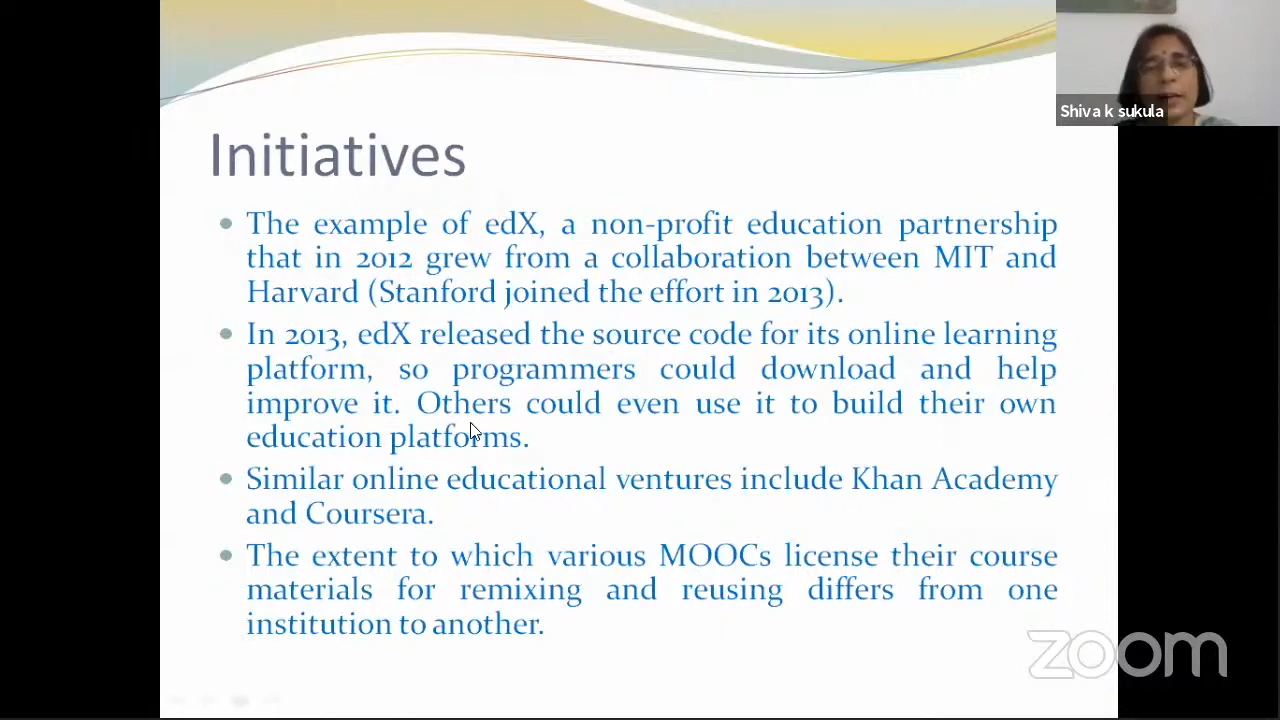 Shiva k sukula
Initiatives
The example of edX, a non-profit education partnership
that in 2012 grew from a collaboration between MIT and
Harvard (Stanford joined the effort in 2013).
In 2013, edX released the source code for its online learning
platform, so programmers could download and help
improve it. Others could even use it to build their own
education platforms.
Similar online educational ventures include Khan Academy
and Coursera.
The extent to which various MOOCs license their course
materials for remixing and reusing differs from one
institution to another.
zoom